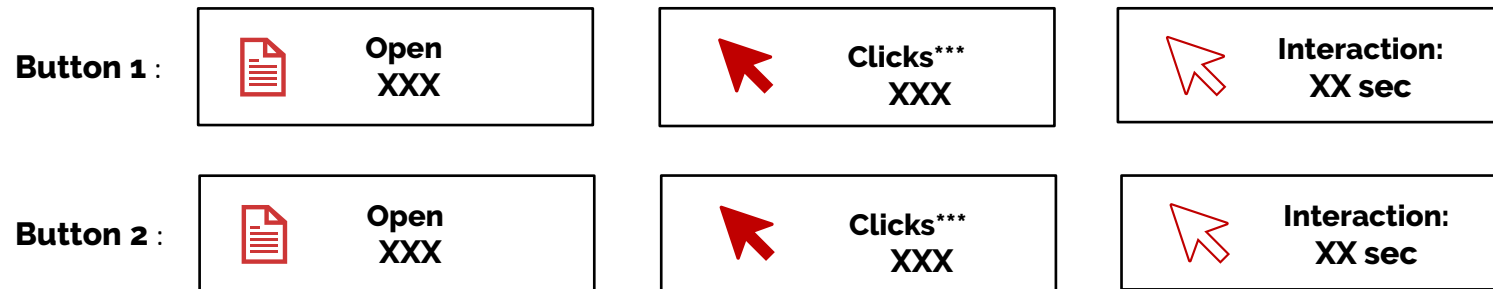 Button 1 :
Open
XXX
Clicks***
XXX
Interaction:
XX sec
Button 2 :
Open
XXX
Clicks***
XXX
Interaction:
XX sec